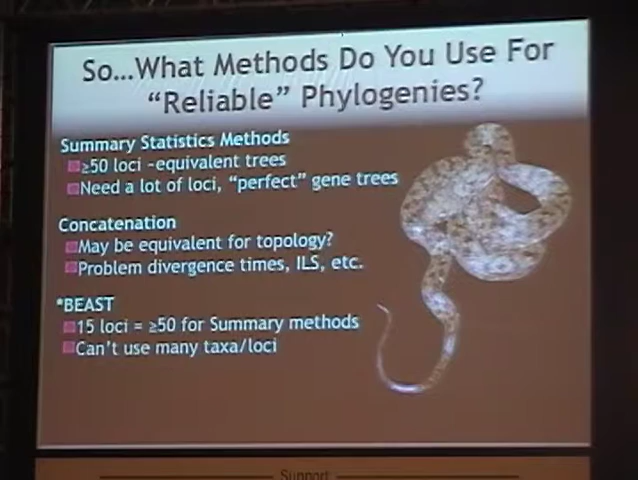 So...What Methods Do You Use For
"Reliable" Phylogenies?
Summary Statistics Methods
≥50 loci -equivalent trees
Need a lot of loci, "perfect" gene trees
Concatenation
May be equivalent for topology?
Problem divergence times, ILS, etc.
*BEAST
15 loci = ≥50 for Summary methods
Can't use many taxa/loci
Support